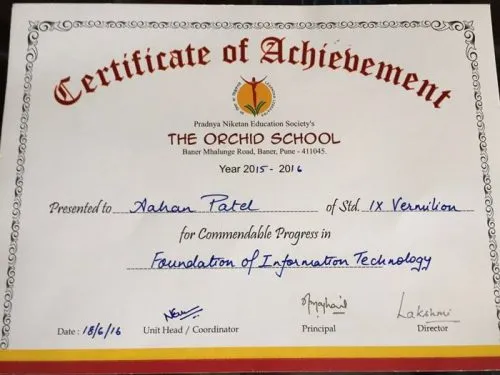 Certificate of Achievement
Pradnya Niketan Education Society's
THE ORCHID SCHOOL
Baner Mhalunge Road, Baner, Pune - 411045.
Year 2015 - 2016
Presented to Aahan Patel of Std. IX Vermilion
for Commendable Progress in
Foundation of Information Technology
Lakshmi
Date : 18/6/16 Unit Head / Coordinator Principal Director